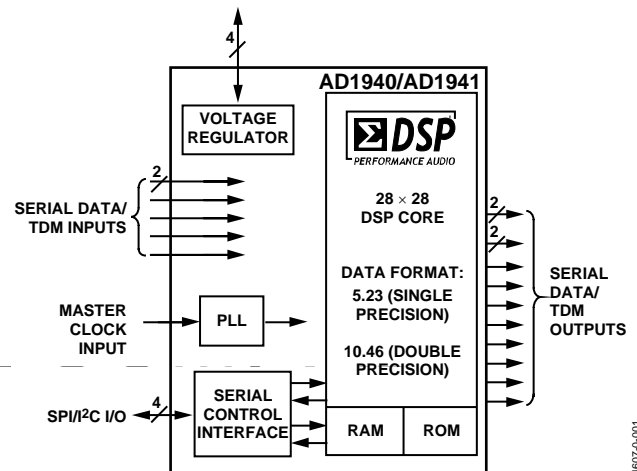 4
AD1940/AD1941
VOLTAGE
REGULATOR
ΣDSP
PERFORMANCE AUDIO
2
SERIAL DATA/
TDM INPUTS
28 × 28
DSP CORE
2
2
DATA FORMAT:
5.23 (SINGLE
PRECISION)
10.46 (DOUBLE
PRECISION)
SERIAL
DATA/
TDM
OUTPUTS
MASTER
CLOCK
INPUT
PLL
SPI/I²C I/O
4
SERIAL
CONTROL
INTERFACE
RAM
ROM